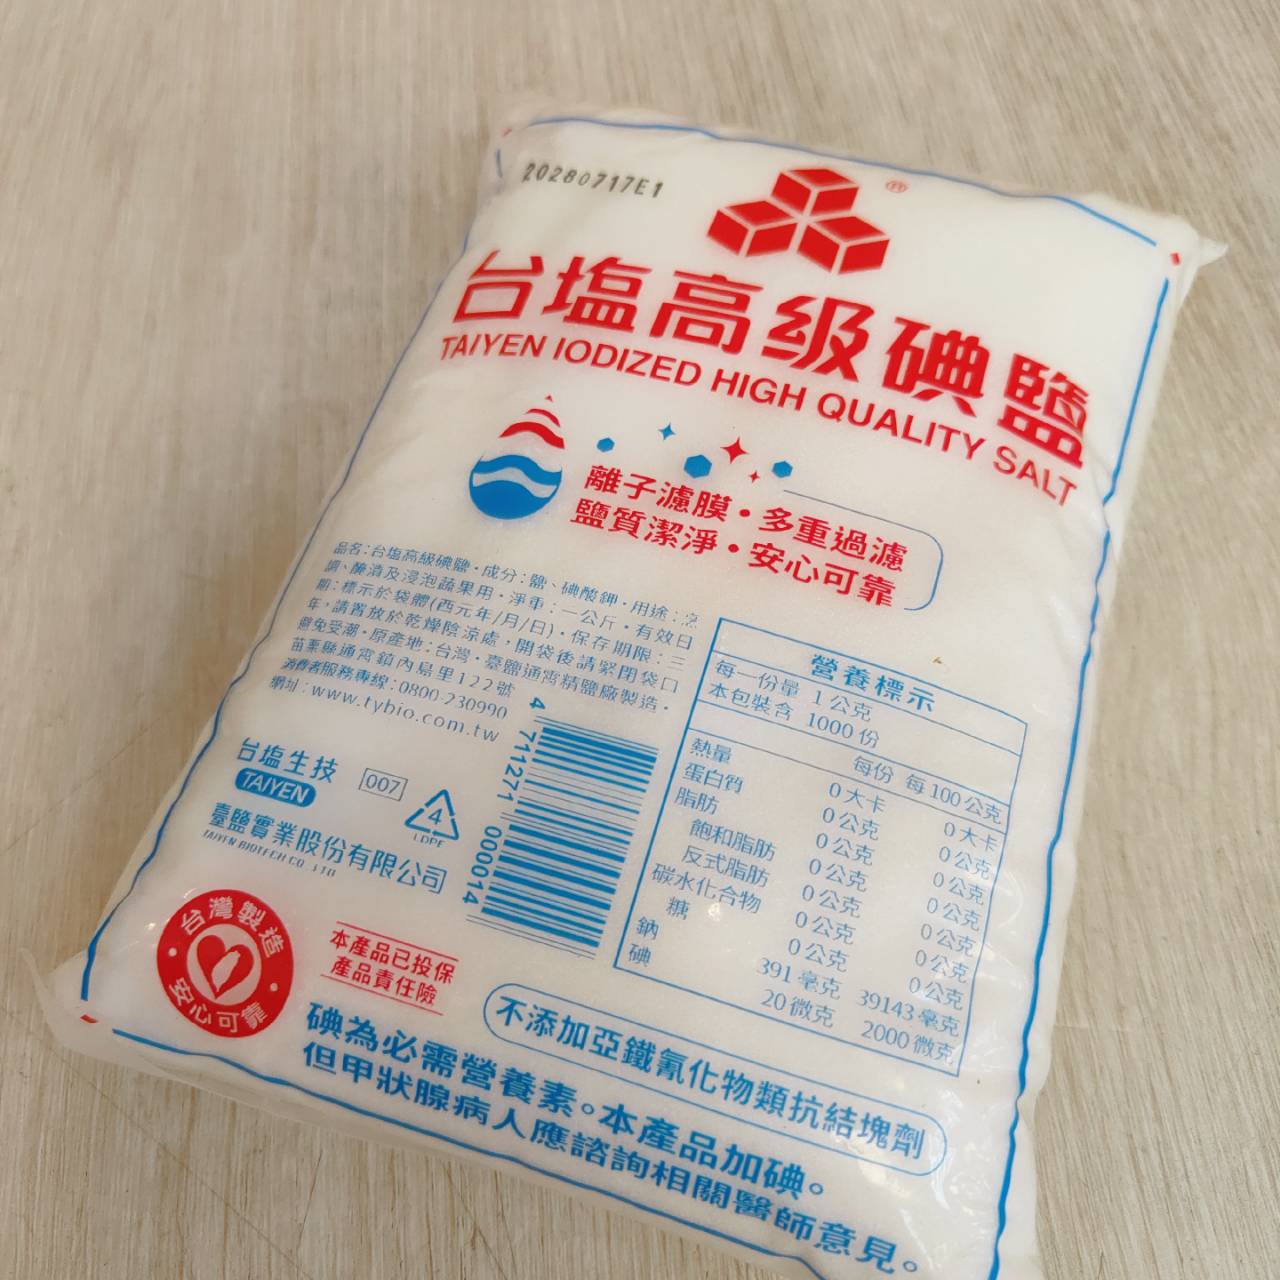 20280717E1
®
台塩高級碘鹽
TAIYEN IODIZED HIGH QUALITY SALT
離子濾膜・多重過濾
鹽質潔淨・安心可靠
品名：台塩高級碘鹽・成分：鹽、碘酸鉀・用途：烹
調、醃漬及浸泡蔬果用・淨重：一公斤・有效日
期：標示於袋體(西元年/月/日)・保存期限：三
年，請置放於乾燥陰涼處，開袋後請緊閉袋口
避免受潮・原產地：台灣・臺鹽通霄精鹽廠製造・
苗栗縣通霄鎮內島里122號
消費者服務專線：0800-230990
網址：www.tybio.com.tw
台塩生技
TAIYEN
007
4
LDPE
臺鹽實業股份有限公司
TAIYEN BIOTECH CO., LTD
4 711271 000014
營養標示
每一份量 1公克
本包裝含 1000份
每份 每100公克
熱量 0大卡 0大卡
蛋白質 0公克 0公克
脂肪 0公克 0公克
飽和脂肪 0公克 0公克
反式脂肪 0公克 0公克
碳水化合物 0公克 0公克
糖 0公克 0公克
鈉 391毫克 39143毫克
碘 20微克 2000微克
台灣製造
安心可靠
本產品已投保
產品責任險
不添加亞鐵氰化物類抗結塊劑
碘為必需營養素。本產品加碘。
但甲狀腺病人應諮詢相關醫師意見。